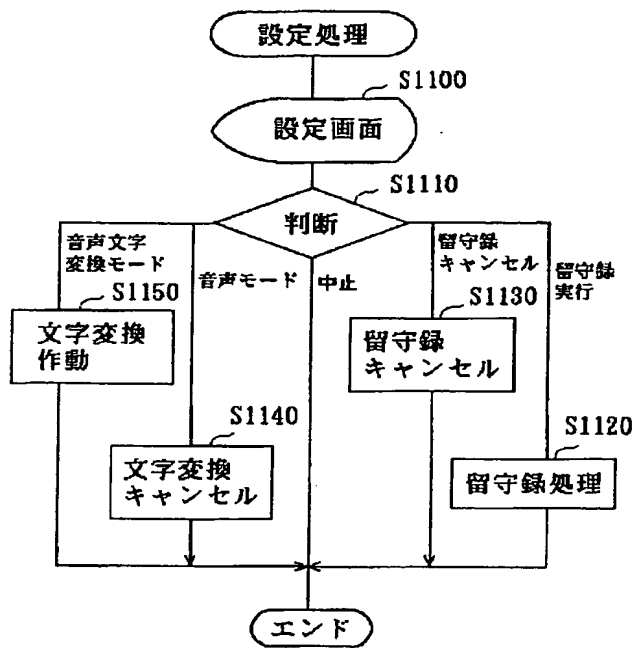 設定処理
S1100
設定画面
S1110
判断
音声文字
変換モード
音声モード
中止
留守録
キャンセル
留守録
実行
S1150
文字変換
作動
S1130
留守録
キャンセル
S1140
文字変換
キャンセル
S1120
留守録処理
エンド